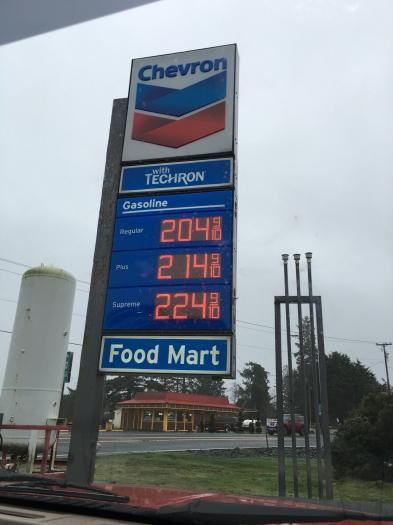 Chevron
with
TECHRON
Gasoline
Regular 204 9/10
Plus 214 9/10
Supreme 224 9/10
Food Mart